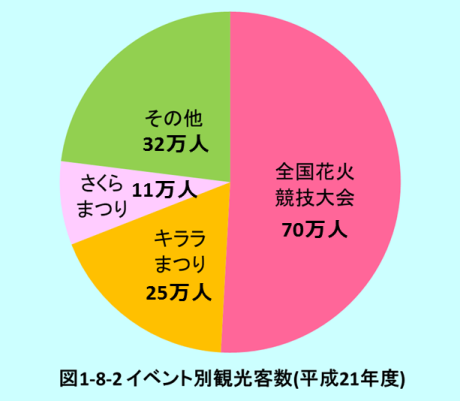 その他
32万人
全国花火
競技大会
70万人
さくら
まつり
11万人
キララ
まつり
25万人
図1-8-2 イベント別観光客数(平成21年度)